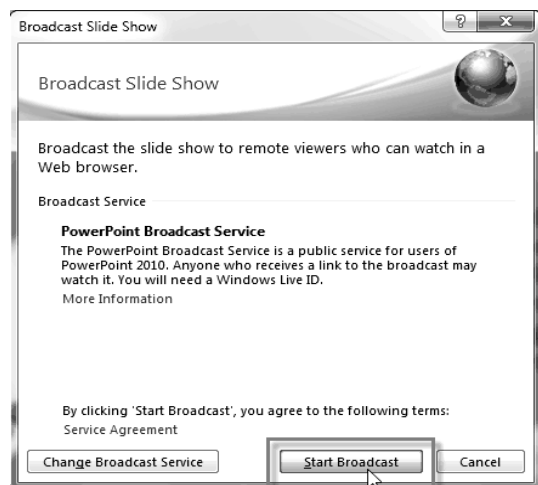 Broadcast Slide Show
?
X
Broadcast Slide Show
Broadcast the slide show to remote viewers who can watch in a
Web browser.
Broadcast Service
PowerPoint Broadcast Service
The PowerPoint Broadcast Service is a public service for users of
PowerPoint 2010. Anyone who receives a link to the broadcast may
watch it. You will need a Windows Live ID.
More Information
By clicking 'Start Broadcast', you agree to the following terms:
Service Agreement
Change Broadcast Service
Start Broadcast
Cancel